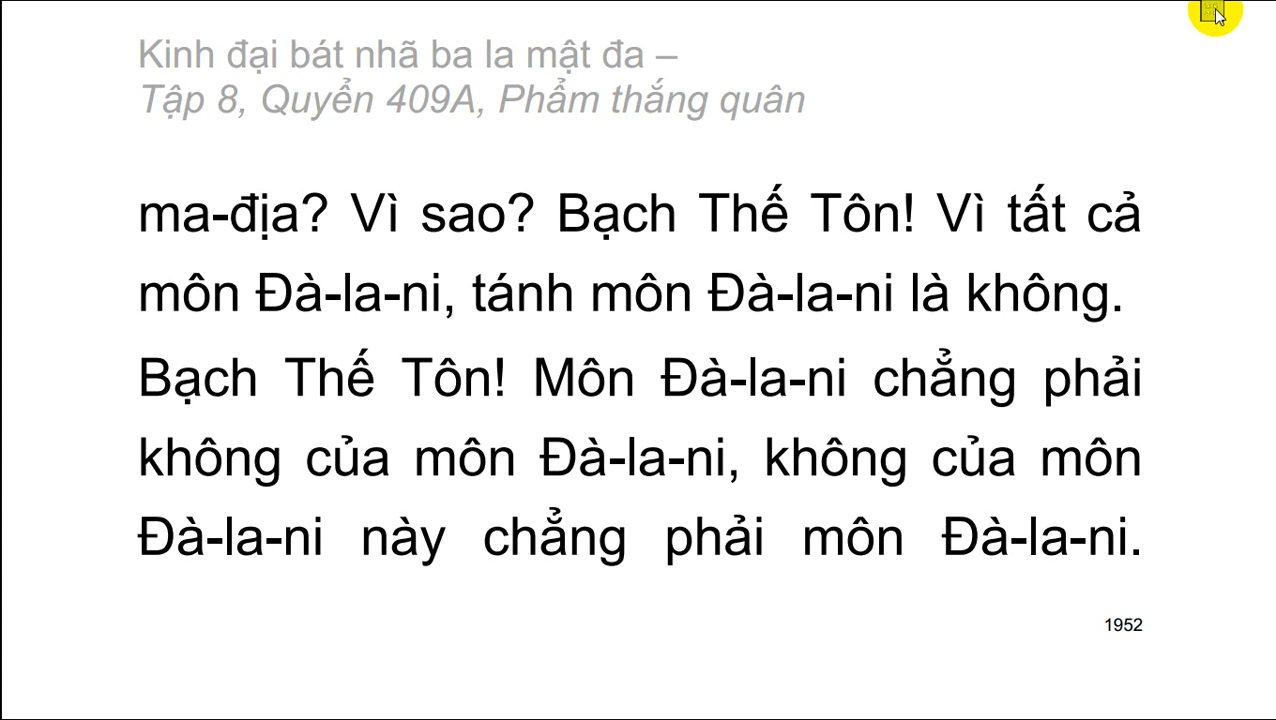 Kinh đại bát nhã ba la mật đa –
Tập 8, Quyển 409A, Phẩm thắng quân
ma-địa? Vì sao? Bạch Thế Tôn! Vì tất cả
môn Đà-la-ni, tánh môn Đà-la-ni là không.
Bạch Thế Tôn! Môn Đà-la-ni chẳng phải
không của môn Đà-la-ni, không của môn
Đà-la-ni này chẳng phải môn Đà-la-ni.
1952